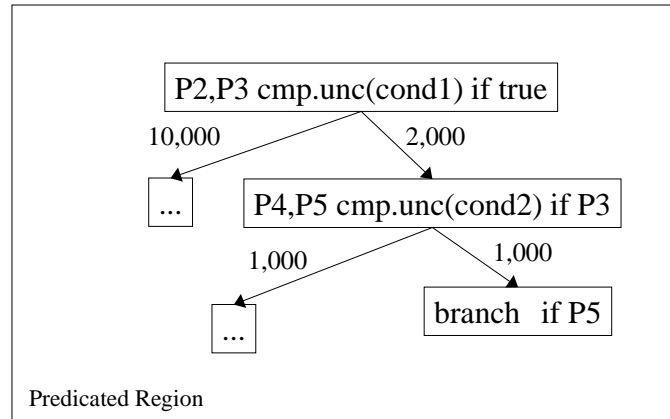 P2,P3 cmp.unc(cond1) if true
10,000
2,000
...
P4,P5 cmp.unc(cond2) if P3
1,000
1,000
...
branch if P5
Predicated Region